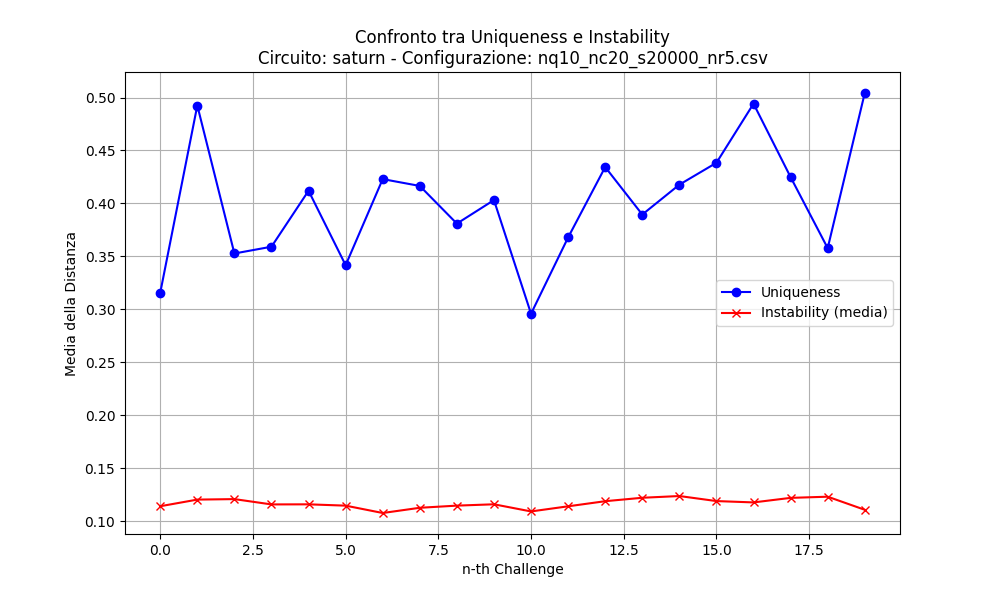 Confronto tra Uniqueness e Instability
Circuito: saturn - Configurazione: nq10_nc20_s20000_nr5.csv
Media della Distanza
0.50
0.45
0.40
0.35
0.30
0.25
0.20
0.15
0.10
Uniqueness
Instability (media)
0.0 2.5 5.0 7.5 10.0 12.5 15.0 17.5
n-th Challenge